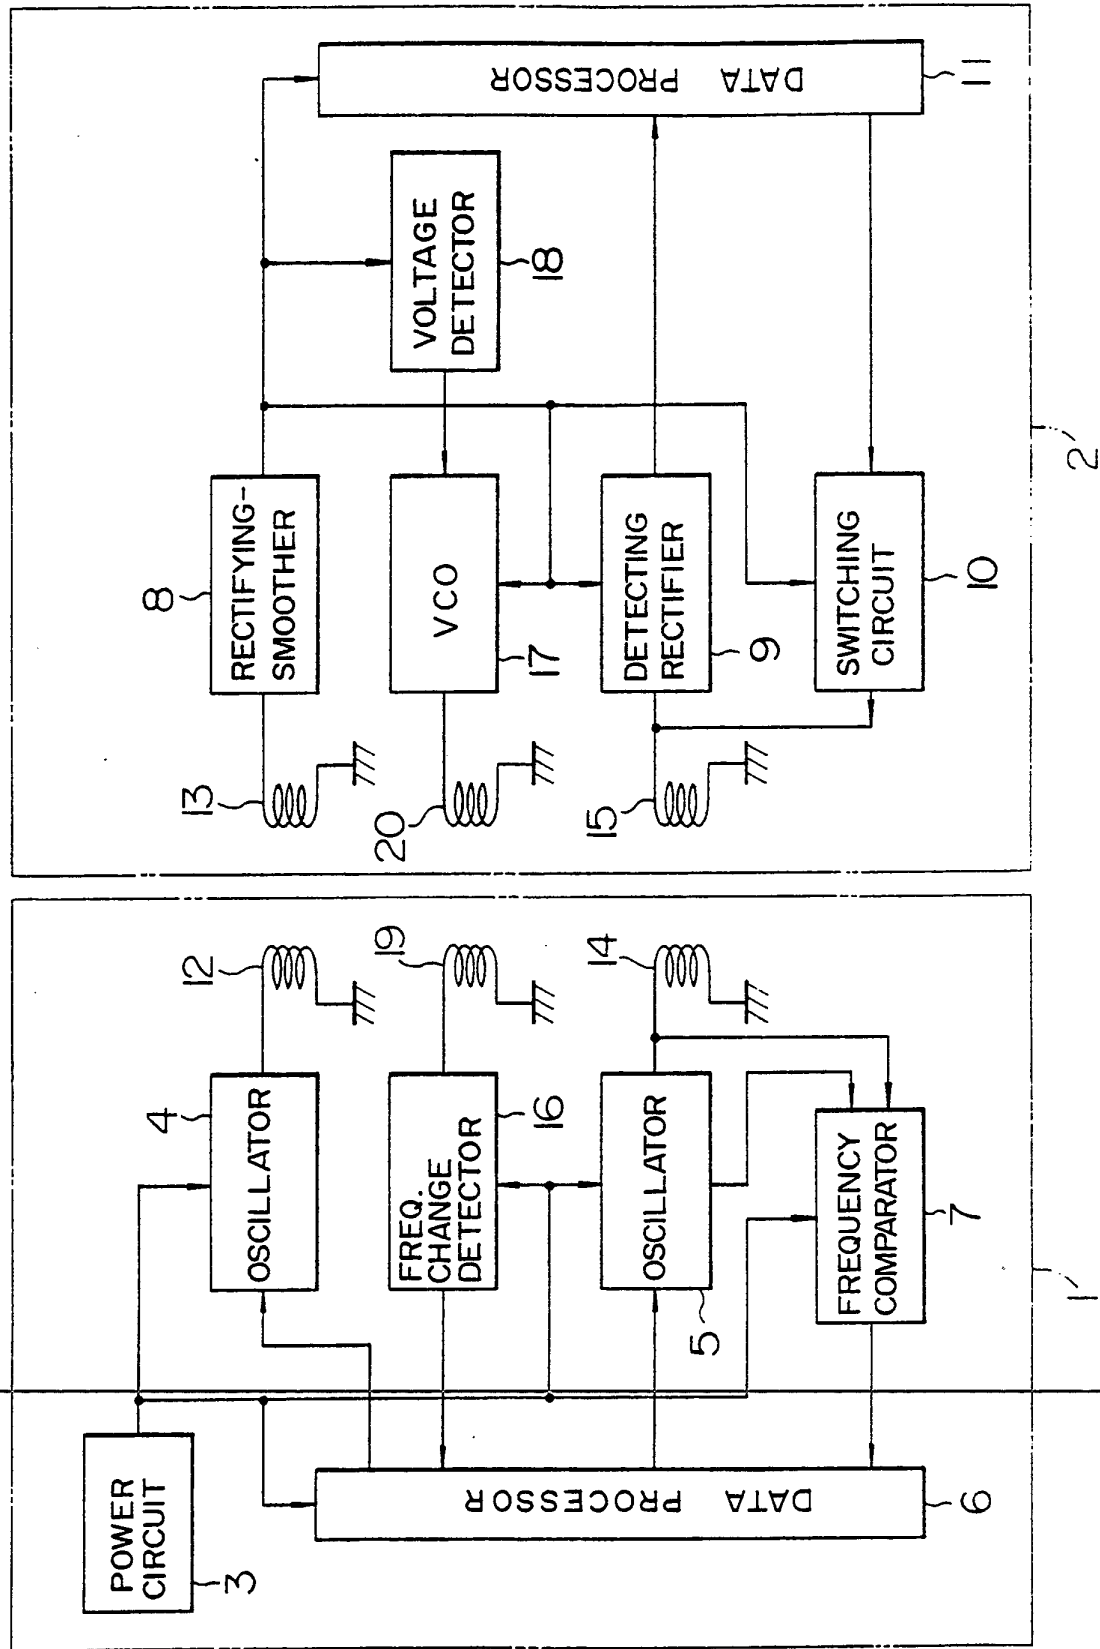 POWER
CIRCUIT
3
4
OSCILLATOR
12
FREQ.
CHANGE
DETECTOR
16
19
OSCILLATOR
5
14
FREQUENCY
COMPARATOR
7
DATA PROCESSOR
6
1
8
RECTIFYING-
SMOOTHER
13
VCO
17
20
VOLTAGE
DETECTOR
18
DETECTING
RECTIFIER
9
15
SWITCHING
CIRCUIT
10
DATA PROCESSOR
11
2